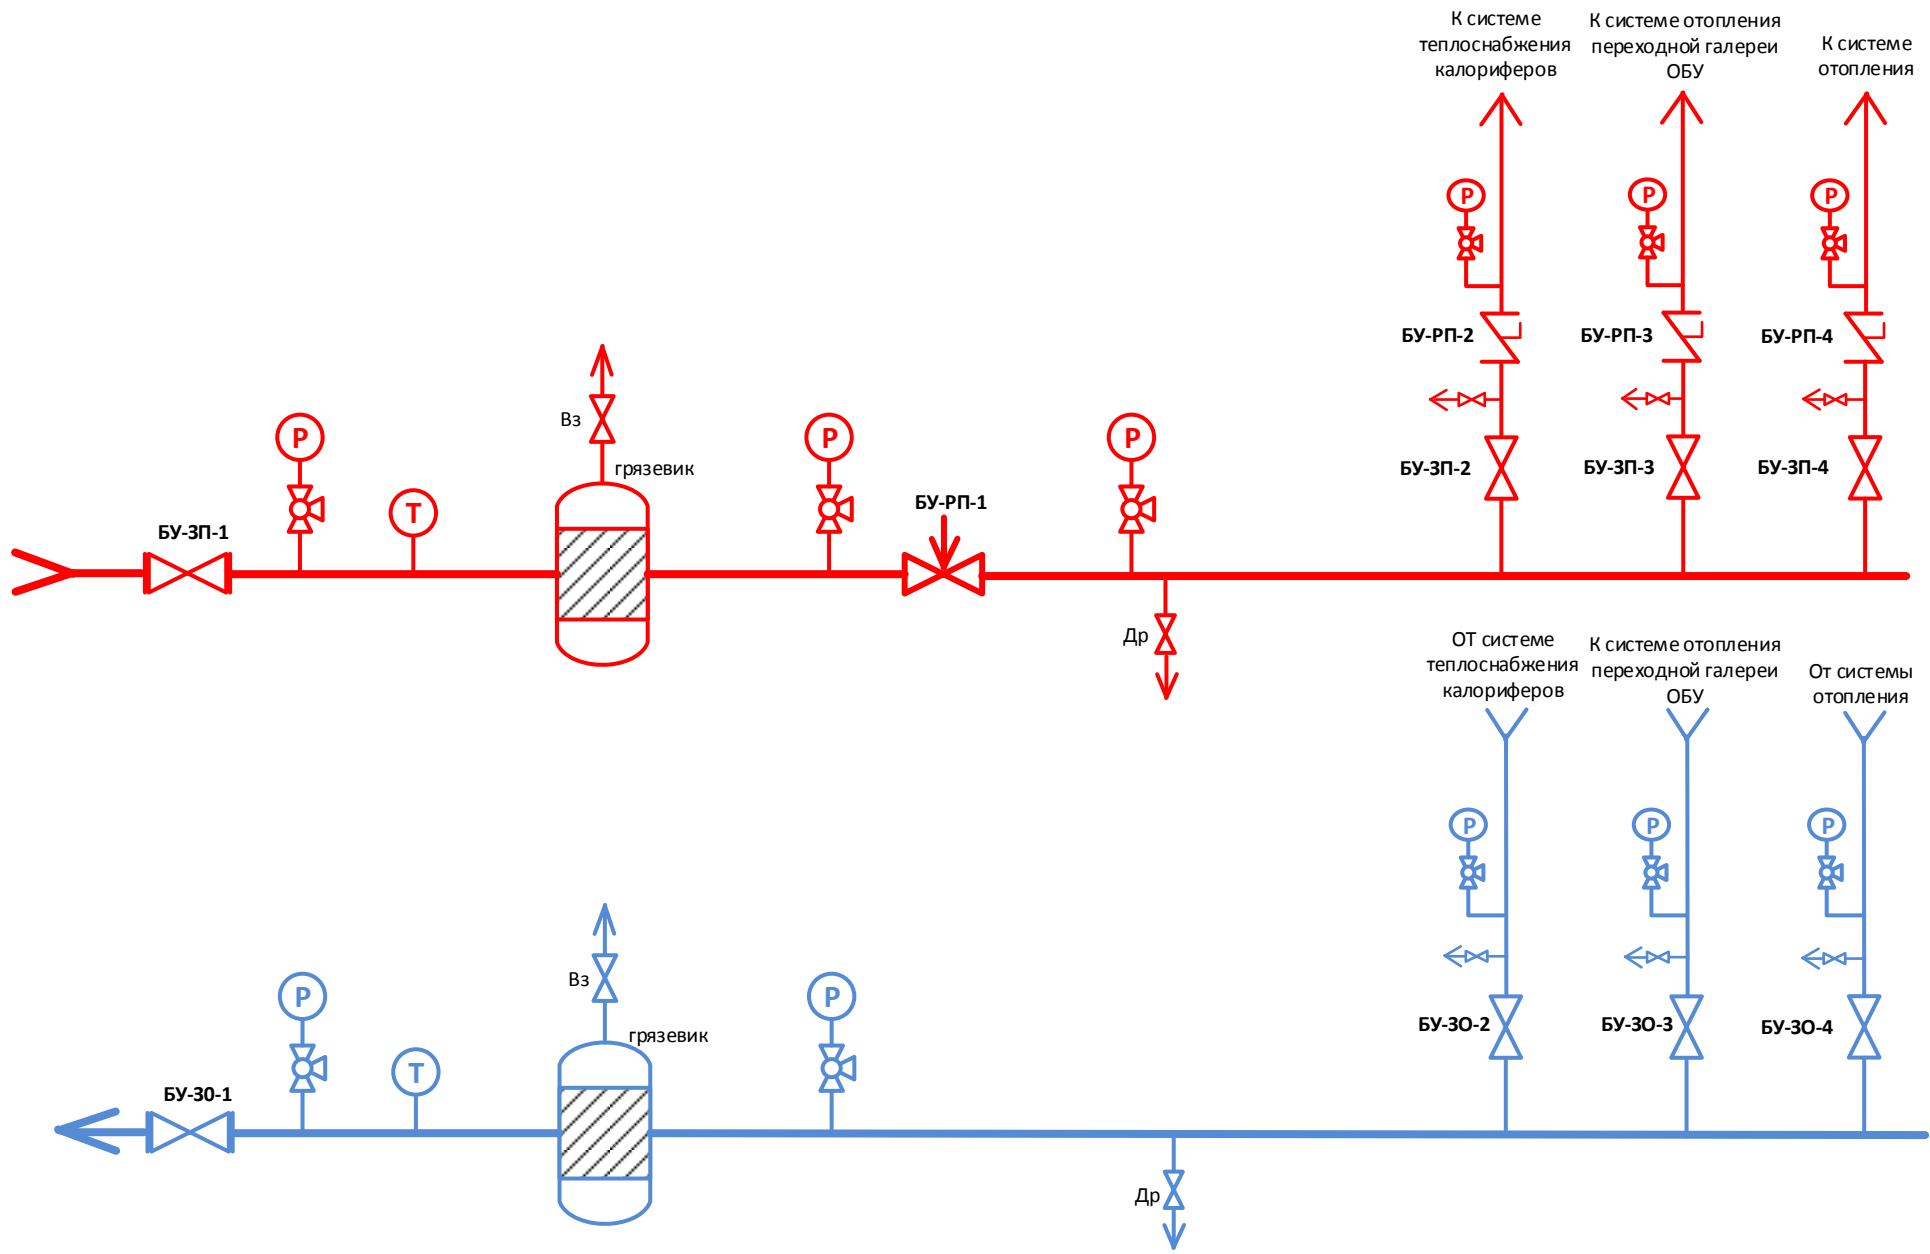 К системе
теплоснабжения
калориферов
К системе отопления
переходной галереи
ОБУ
К системе
отопления
P
P
P
БУ-РП-2
БУ-РП-3
БУ-РП-4
Вз
P
P
P
грязевик
БУ-ЗП-2
БУ-ЗП-3
БУ-ЗП-4
T
БУ-РП-1
БУ-ЗП-1
Др
ОТ системе
теплоснабжения
калориферов
К системе отопления
переходной галереи
ОБУ
От системы
отопления
P
P
P
Вз
P
P
грязевик
БУ-ЗО-2
БУ-ЗО-3
БУ-ЗО-4
T
БУ-30-1
Др